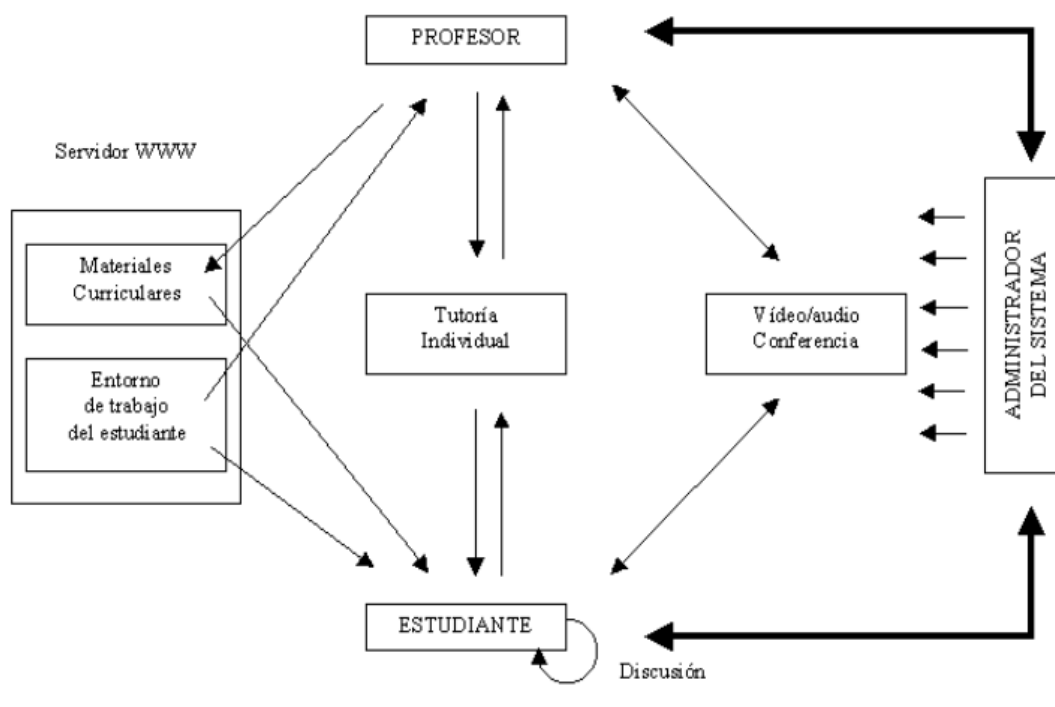 PROFESOR
Servidor WWW
Materiales
Curriculares
Entorno
de trabajo
del estudiante
Tutoría
Individual
Vídeo/audio
Conferencia
ADMINISTRADOR
DEL SISTEMA
ESTUDIANTE
Discusión